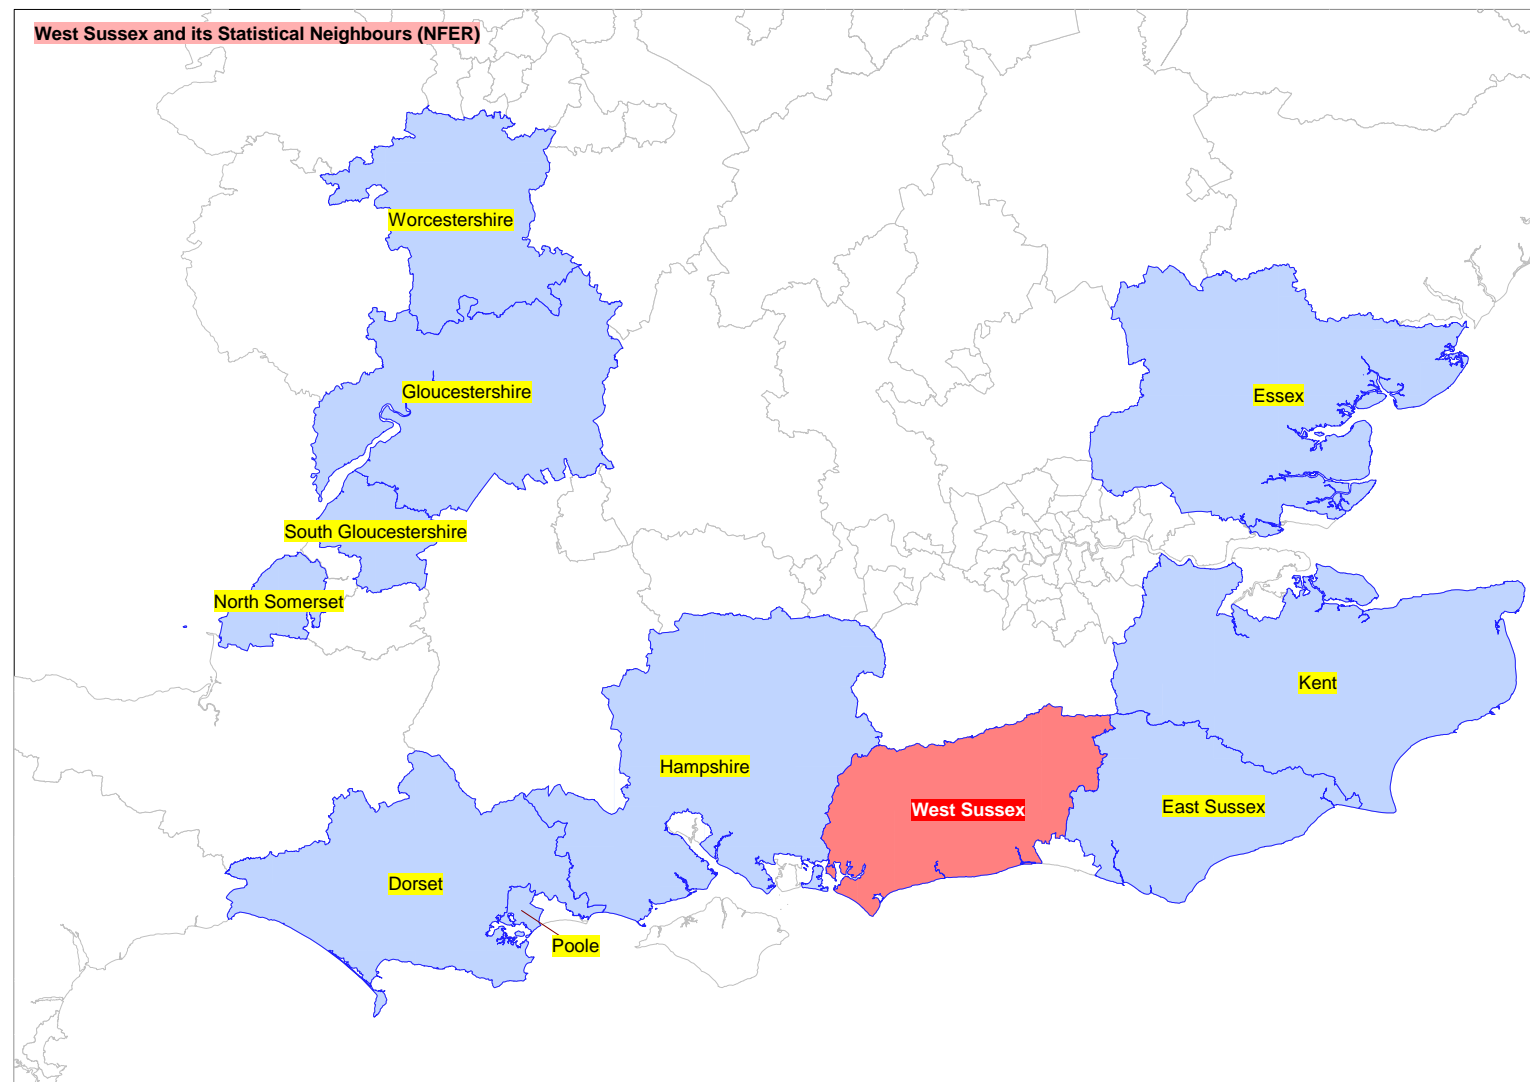 West Sussex and its Statistical Neighbours (NFER)
Worcestershire
Gloucestershire
Essex
South Gloucestershire
North Somerset
Kent
Hampshire
West Sussex
East Sussex
Dorset
Poole